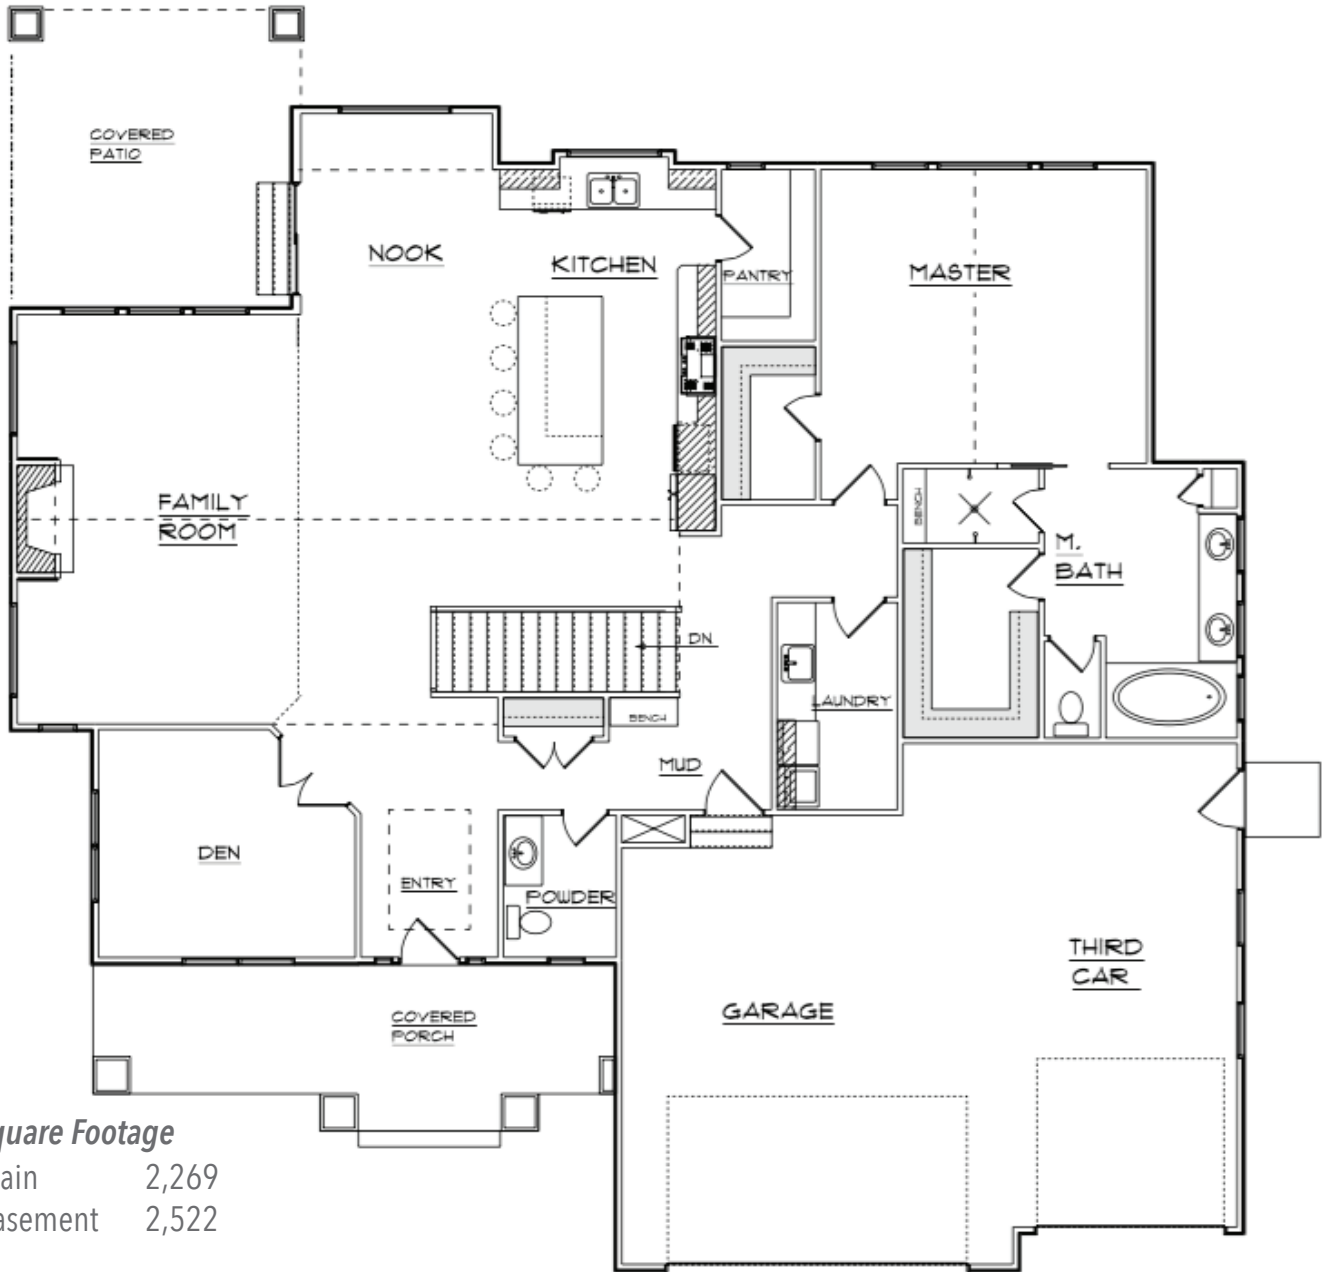 COVERED
PATIO
NOOK
KITCHEN
PANTRY
MASTER
FAMILY
ROOM
BENCH
M.
BATH
DN
LAUNDRY
BENCH
MUD
DEN
ENTRY
POWDER
THIRD
CAR
GARAGE
COVERED
PORCH
quare Footage
ain 2,269
asement 2,522